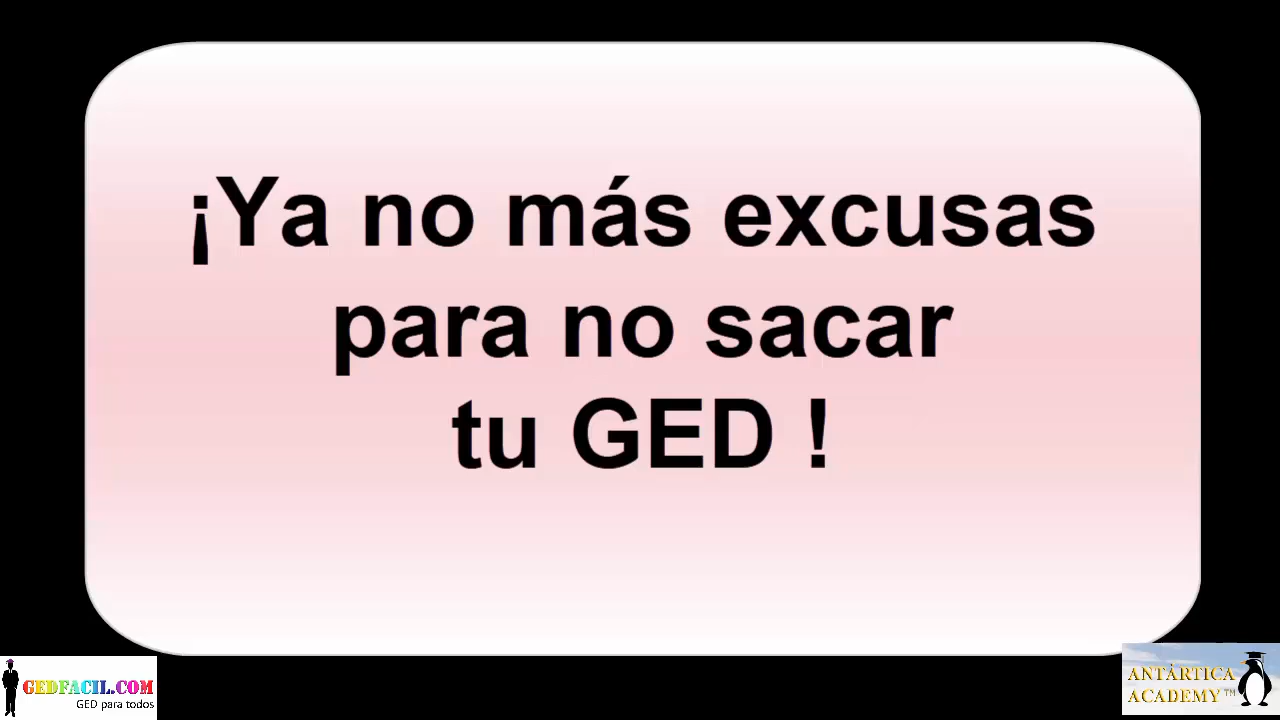 ¡Ya no más excusas
para no sacar
tu GED !
GEDFACIL.COM
GED para todos
ANTÁRTICA
ACADEMY™